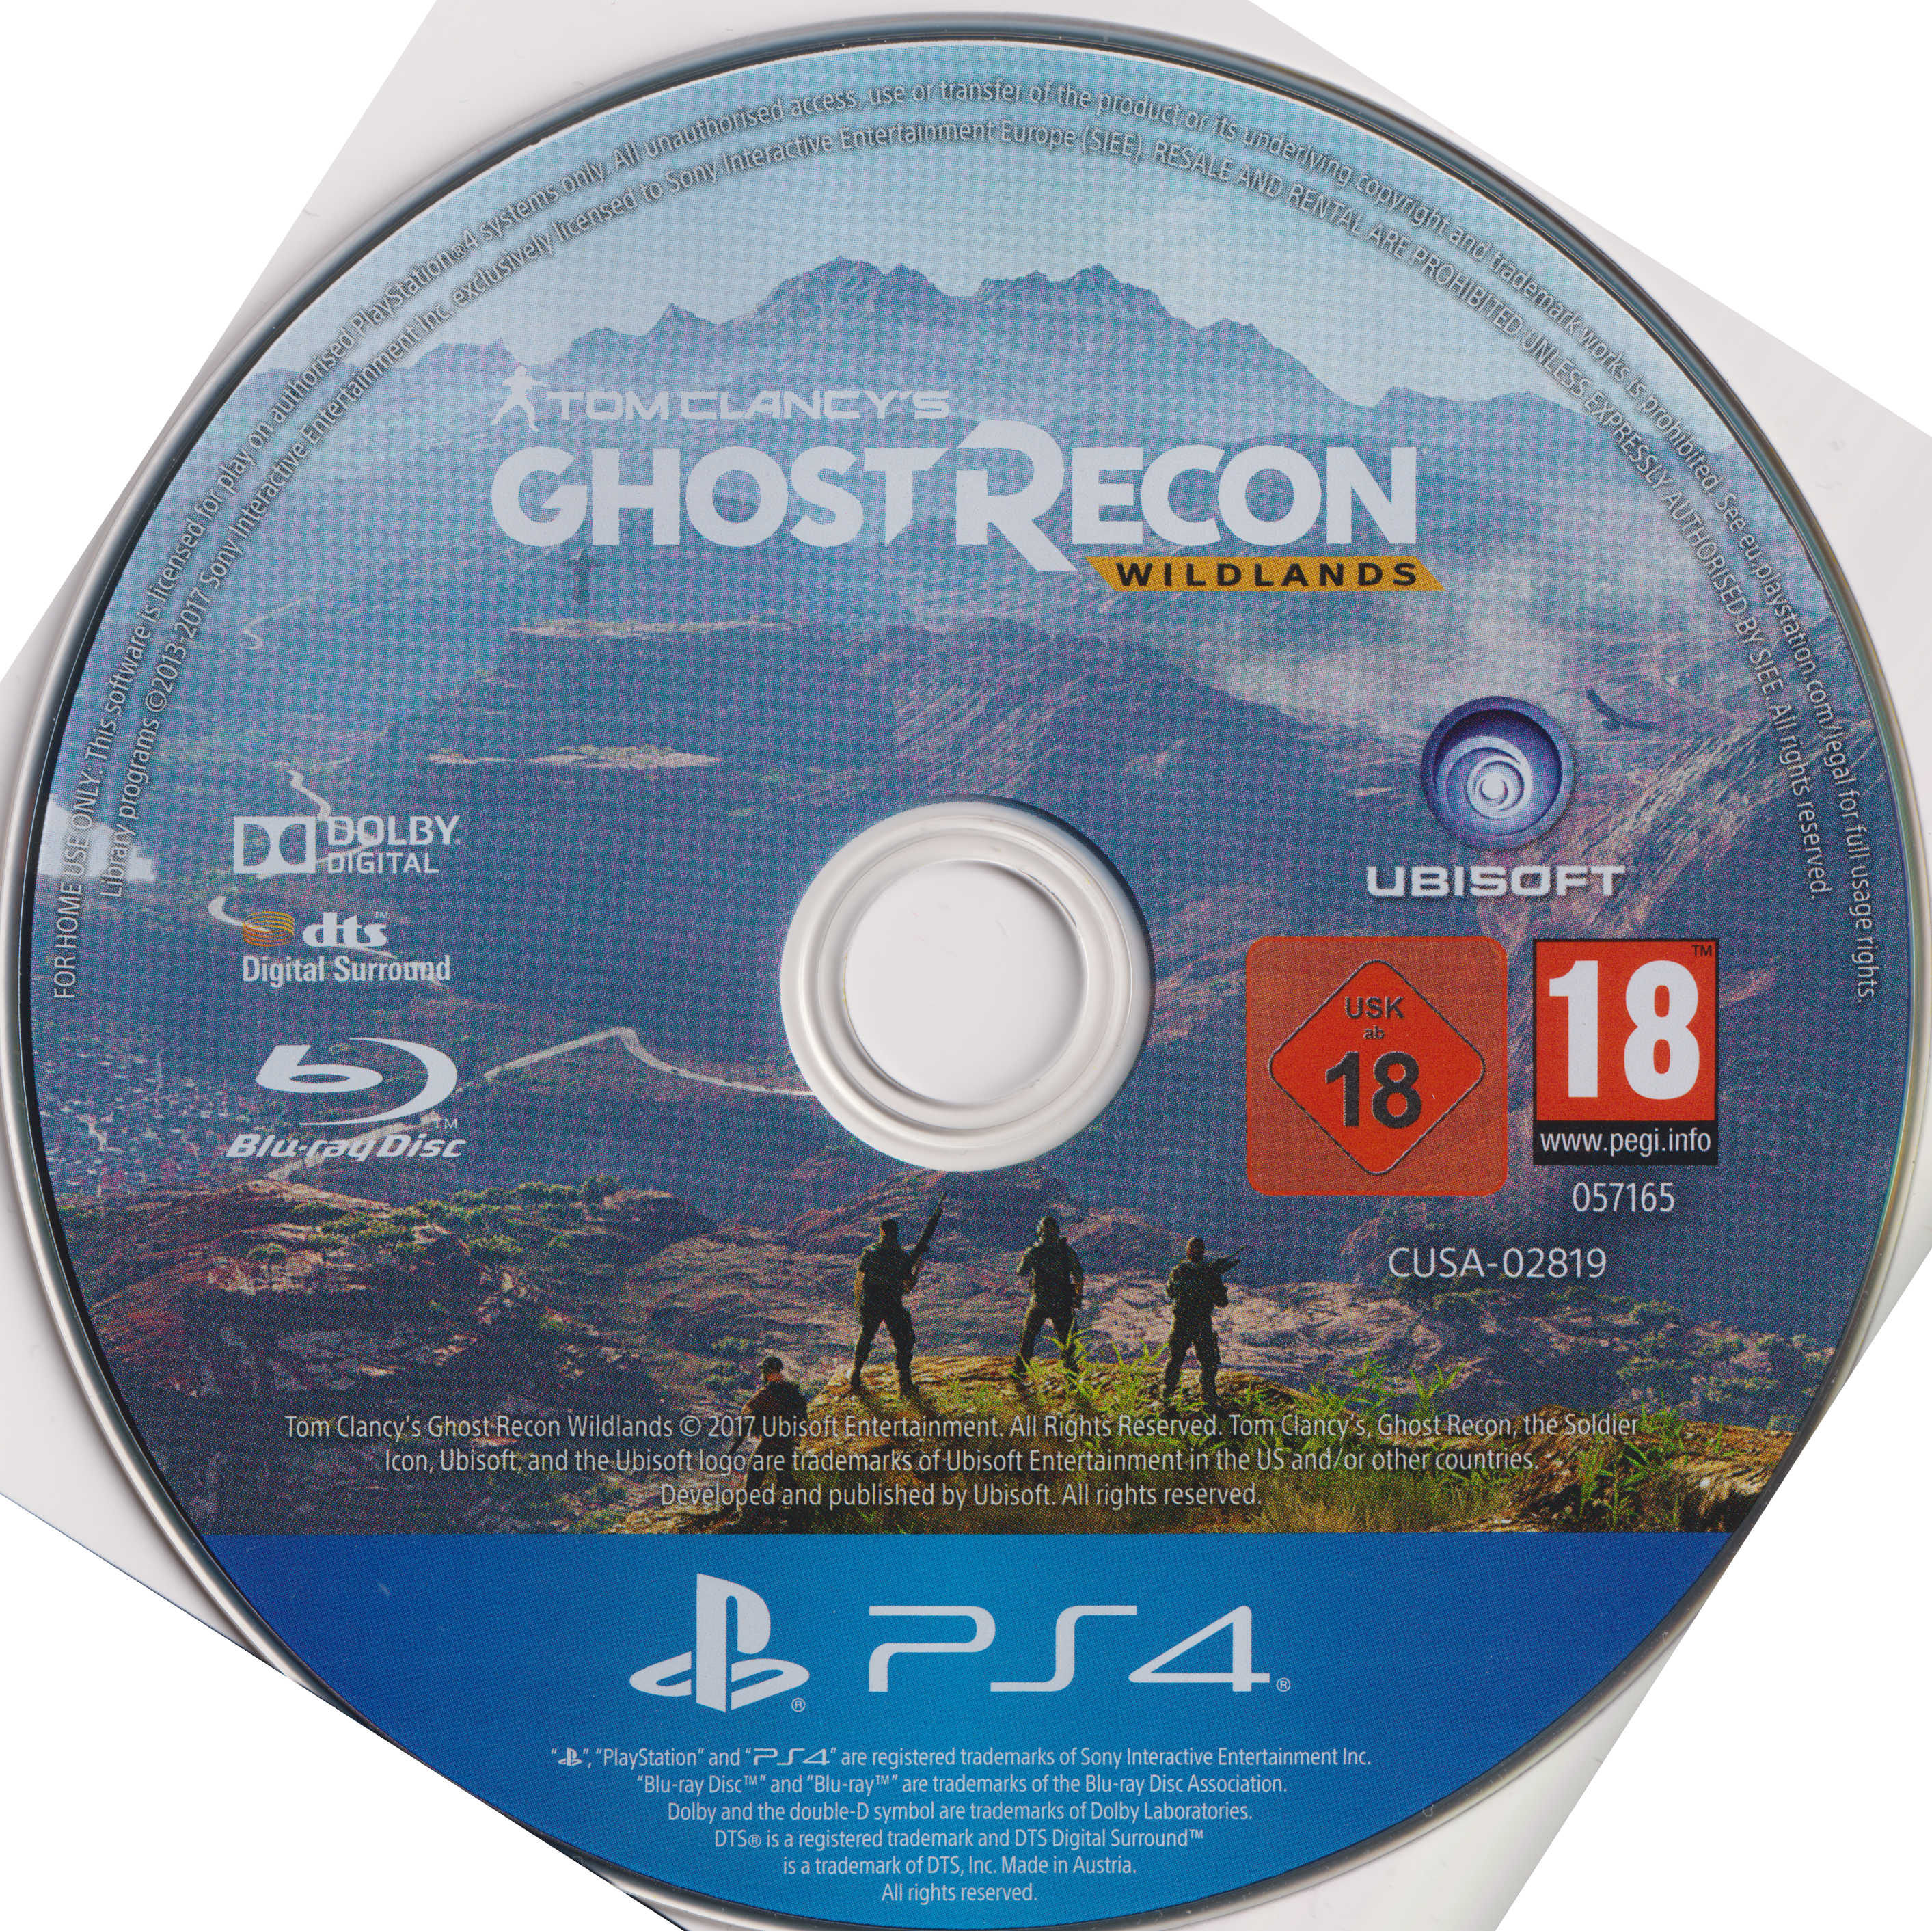 FOR HOME USE ONLY: This software is licensed for play on authorised PlayStation®4 systems only. All unauthorised access, use or transfer of the product or its underlying copyright and trademark works is prohibited. See eu.playstation.com/legal for full usage rights.
Library programs ©2013-2017 Sony Interactive Entertainment Inc. exclusively licensed to Sony Interactive Entertainment Europe (SIEE). RESALE AND RENTAL ARE PROHIBITED UNLESS EXPRESSLY AUTHORISED BY SIEE. All rights reserved.
TOM CLANCY'S
GHOST RECON
WILDLANDS
DOLBY
DIGITAL
dts™
Digital Surround
Blu-ray Disc™
UBISOFT
USK
ab
18
18™
www.pegi.info
057165
CUSA-02819
Tom Clancy's Ghost Recon Wildlands © 2017 Ubisoft Entertainment. All Rights Reserved. Tom Clancy's, Ghost Recon, the Soldier
Icon, Ubisoft, and the Ubisoft logo are trademarks of Ubisoft Entertainment in the US and/or other countries.
Developed and published by Ubisoft. All rights reserved.
PS4®
“PS”, “PlayStation” and “PS4” are registered trademarks of Sony Interactive Entertainment Inc.
“Blu-ray Disc™” and “Blu-ray™” are trademarks of the Blu-ray Disc Association.
Dolby and the double-D symbol are trademarks of Dolby Laboratories.
DTS® is a registered trademark and DTS Digital Surround™
is a trademark of DTS, Inc. Made in Austria.
All rights reserved.